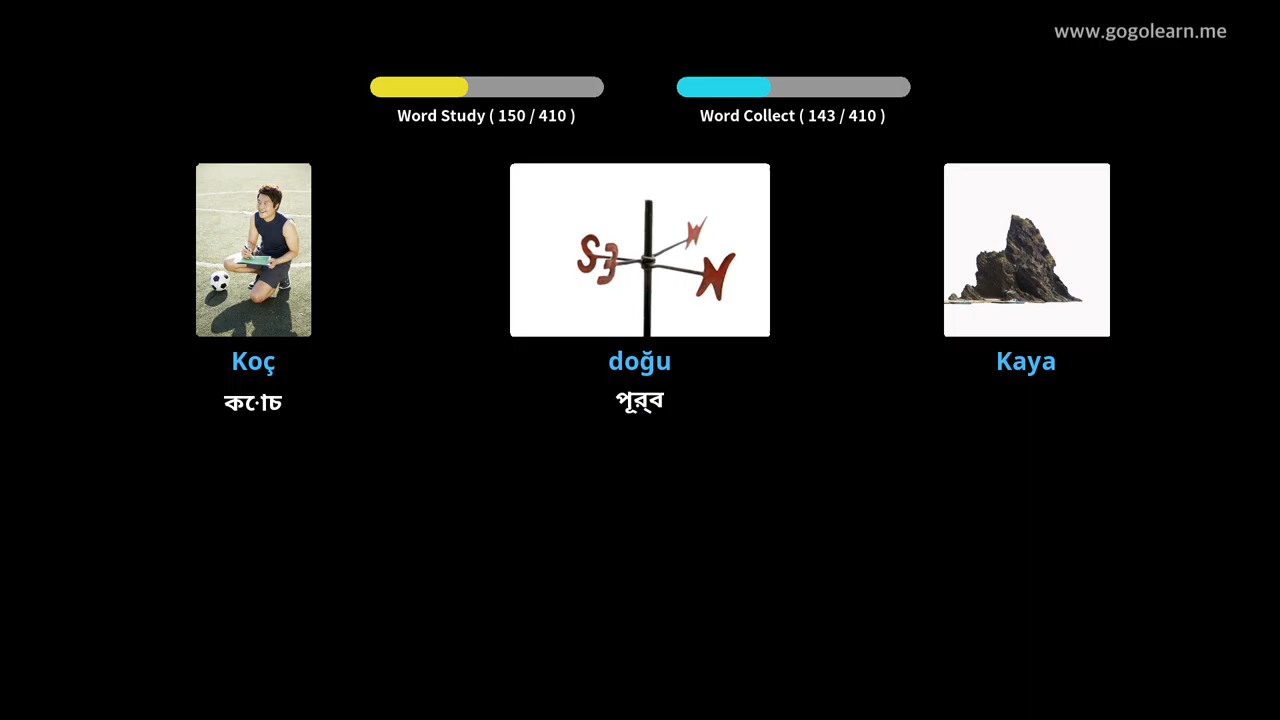 www.gogolearn.me
Word Study ( 150 / 410 )
Word Collect ( 143 / 410 )
Koç
doğu
Kaya
কোচ
পূর্ব
S E N W